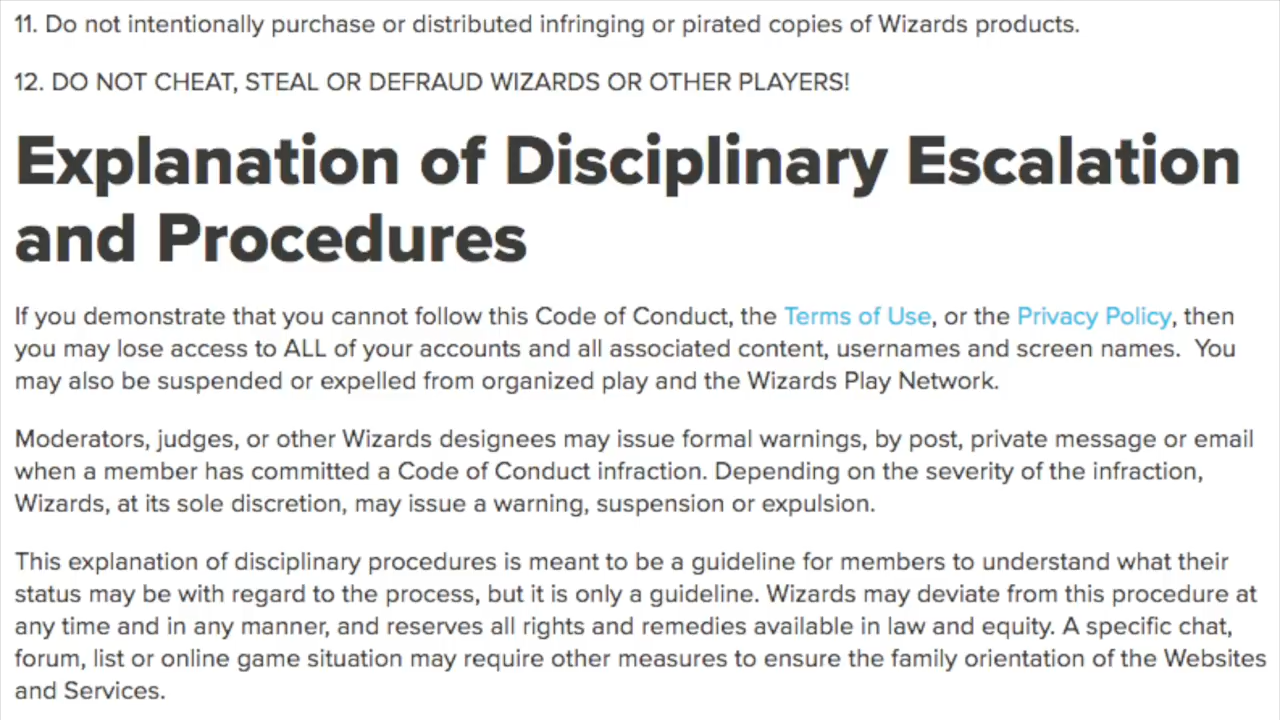 11. Do not intentionally purchase or distributed infringing or pirated copies of Wizards products.
12. DO NOT CHEAT, STEAL OR DEFRAUD WIZARDS OR OTHER PLAYERS!
Explanation of Disciplinary Escalation
and Procedures
If you demonstrate that you cannot follow this Code of Conduct, the Terms of Use, or the Privacy Policy, then
you may lose access to ALL of your accounts and all associated content, usernames and screen names.  You
may also be suspended or expelled from organized play and the Wizards Play Network.
Moderators, judges, or other Wizards designees may issue formal warnings, by post, private message or email
when a member has committed a Code of Conduct infraction. Depending on the severity of the infraction,
Wizards, at its sole discretion, may issue a warning, suspension or expulsion.
This explanation of disciplinary procedures is meant to be a guideline for members to understand what their
status may be with regard to the process, but it is only a guideline. Wizards may deviate from this procedure at
any time and in any manner, and reserves all rights and remedies available in law and equity. A specific chat,
forum, list or online game situation may require other measures to ensure the family orientation of the Websites
and Services.